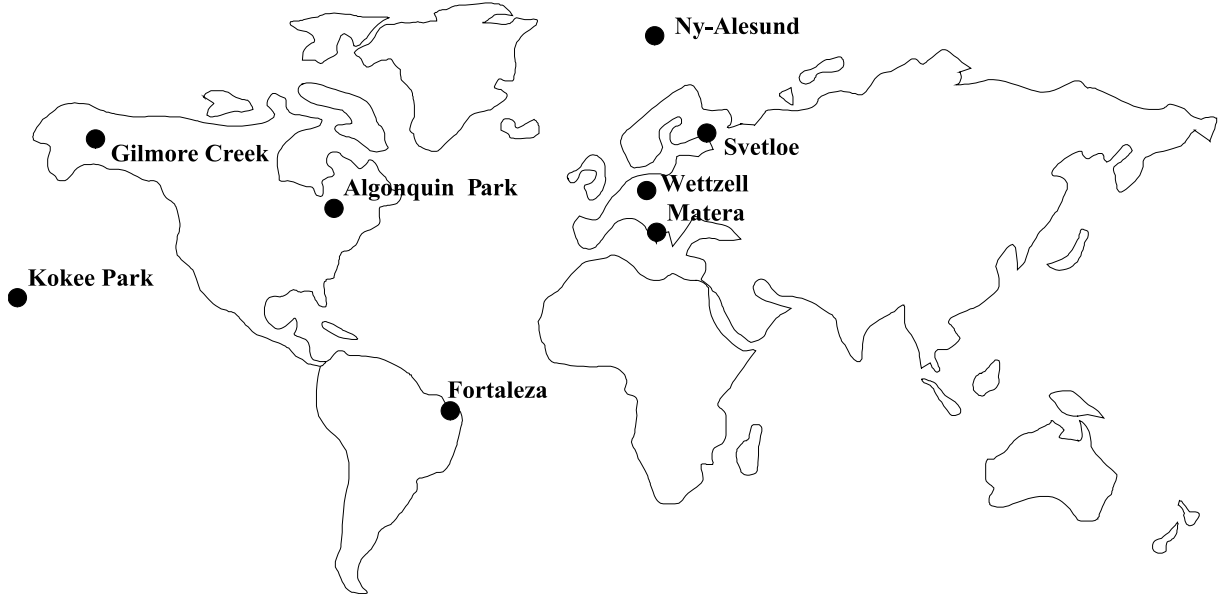 Ny-Alesund
Gilmore Creek
Svetloe
Algonquin Park
Wettzell
Matera
Kokee Park
Fortaleza